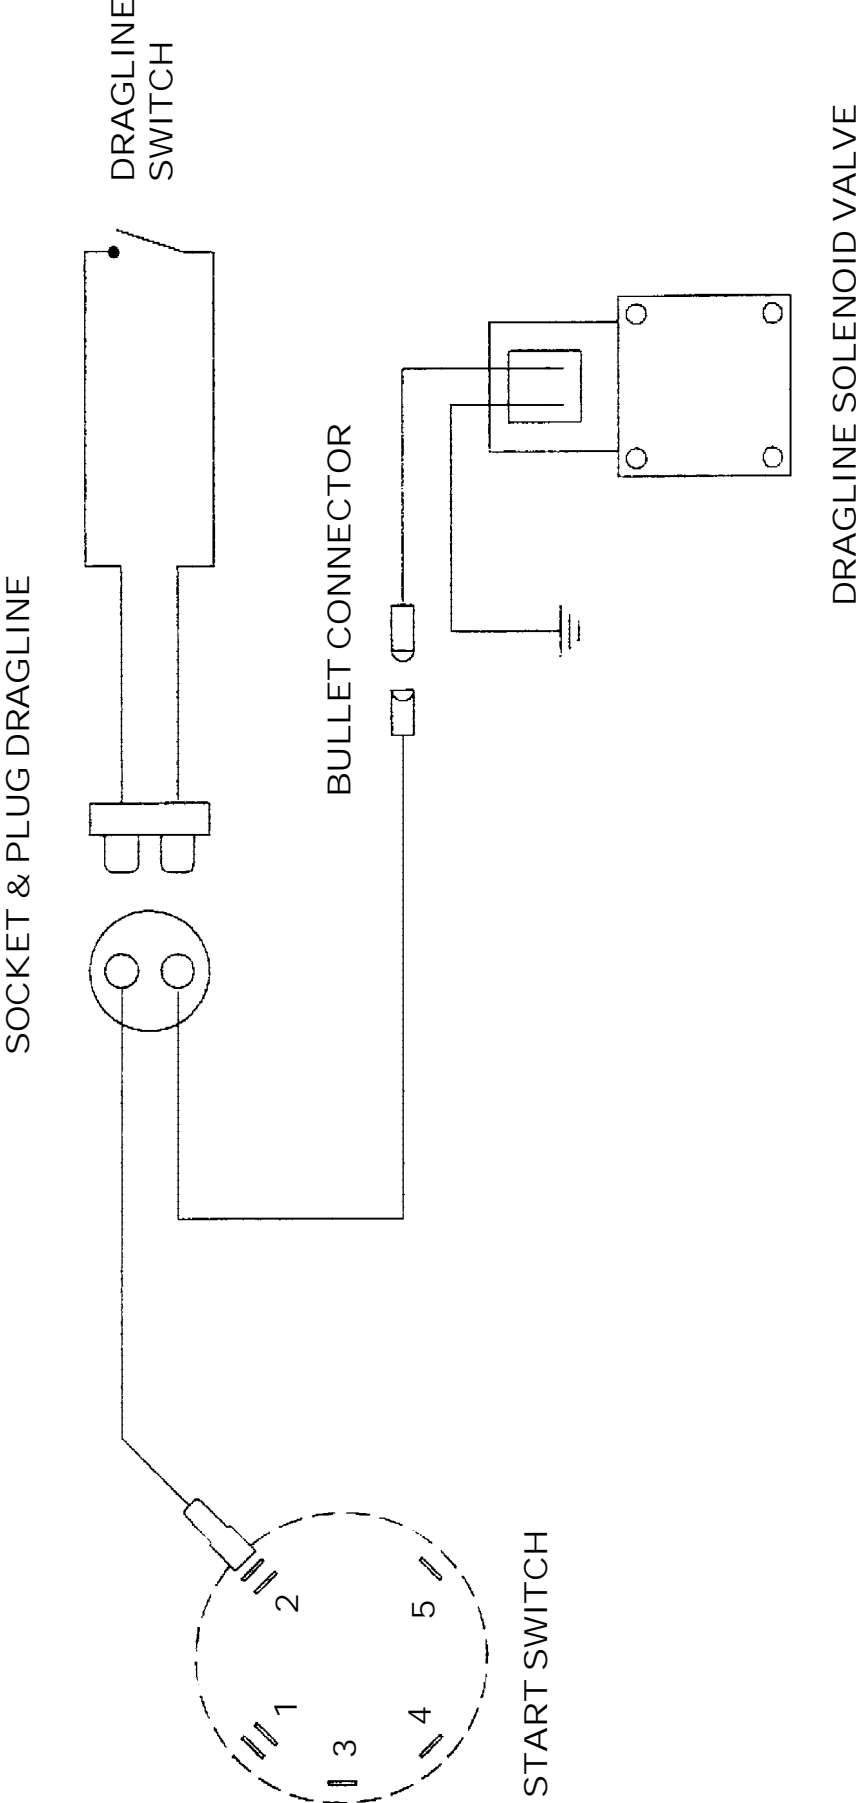 SOCKET & PLUG DRAGLINE
DRAGLINE
SWITCH
BULLET CONNECTOR
DRAGLINE SOLENOID VALVE
START SWITCH
1
2
3
4
5